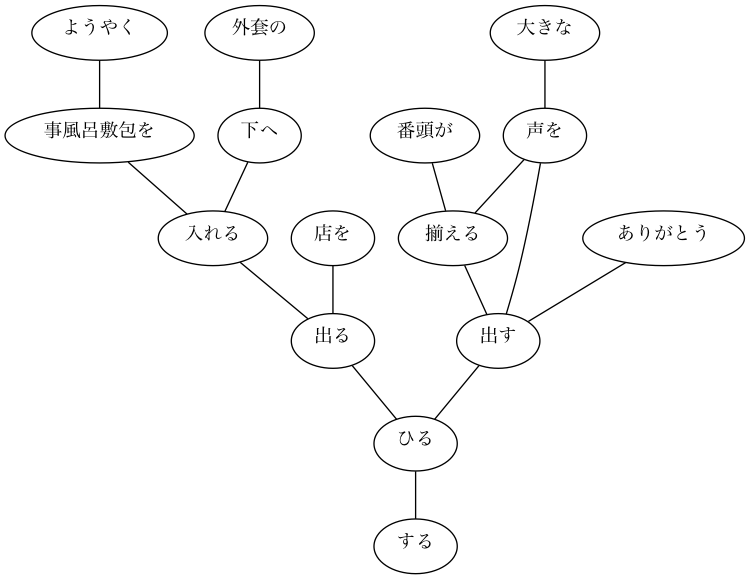 ようやく
外套の
大きな
事風呂敷包を
下へ
番頭が
声を
入れる
店を
揃える
ありがとう
出る
出す
ひる
する